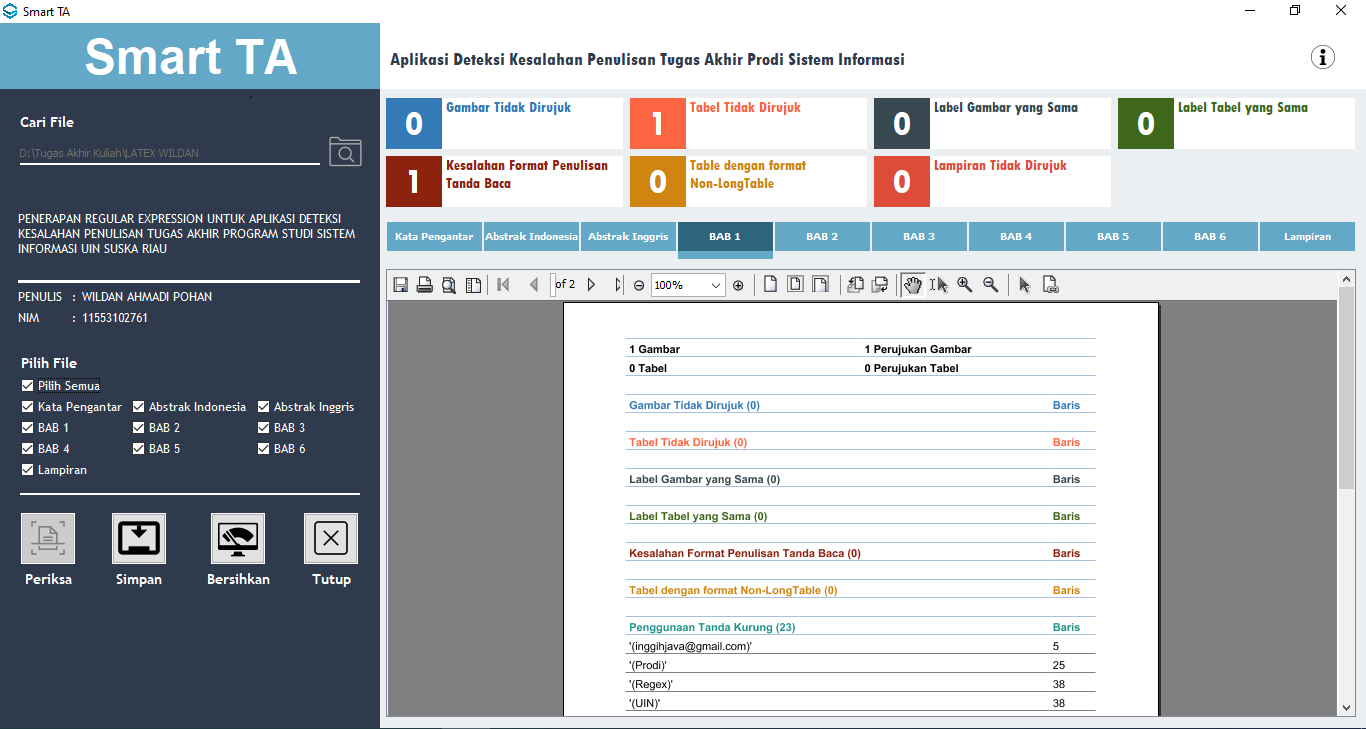 Smart TA
Smart TA
Aplikasi Deteksi Kesalahan Penulisan Tugas Akhir Prodi Sistem Informasi
Cari File
D:\Tugas Akhir Kuliah\LATEX WILDAN
PENERAPAN REGULAR EXPRESSION UNTUK APLIKASI DETEKSI
KESALAHAN PENULISAN TUGAS AKHIR PROGRAM STUDI SISTEM
INFORMASI UIN SUSKA RIAU
PENULIS : WILDAN AHMADI POHAN
NIM : 11553102761
Pilih File
Pilih Semua
Kata Pengantar Abstrak Indonesia Abstrak Inggris
BAB 1 BAB 2 BAB 3
BAB 4 BAB 5 BAB 6
Lampiran
Periksa Simpan Bersihkan Tutup
0 Gambar Tidak Dirujuk
1 Tabel Tidak Dirujuk
0 Label Gambar yang Sama
0 Label Tabel yang Sama
1 Kesalahan Format Penulisan
Tanda Baca
0 Table dengan format
Non-LongTable
0 Lampiran Tidak Dirujuk
Kata Pengantar Abstrak Indonesia Abstrak Inggris BAB 1 BAB 2 BAB 3 BAB 4 BAB 5 BAB 6 Lampiran
of 2 100%
1 Gambar 1 Perujukan Gambar
0 Tabel 0 Perujukan Tabel
Gambar Tidak Dirujuk (0) Baris
Tabel Tidak Dirujuk (0) Baris
Label Gambar yang Sama (0) Baris
Label Tabel yang Sama (0) Baris
Kesalahan Format Penulisan Tanda Baca (0) Baris
Tabel dengan format Non-LongTable (0) Baris
Penggunaan Tanda Kurung (23) Baris
'(inggihjava@gmail.com)' 5
'(Prodi)' 25
'(Regex)' 38
'(UIN)' 38